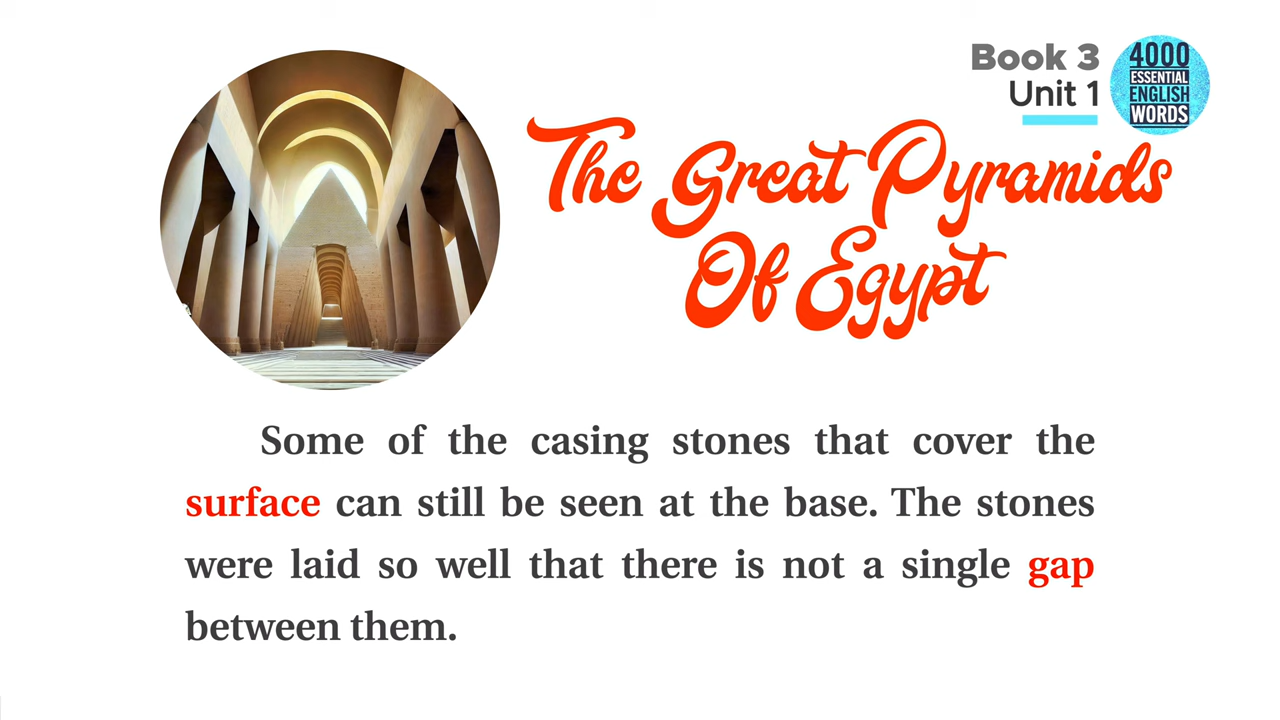 Book 3
Unit 1
4000
ESSENTIAL
ENGLISH
WORDS
The Great Pyramids
Of Egypt
Some of the casing stones that cover the
surface can still be seen at the base. The stones
were laid so well that there is not a single gap
between them.